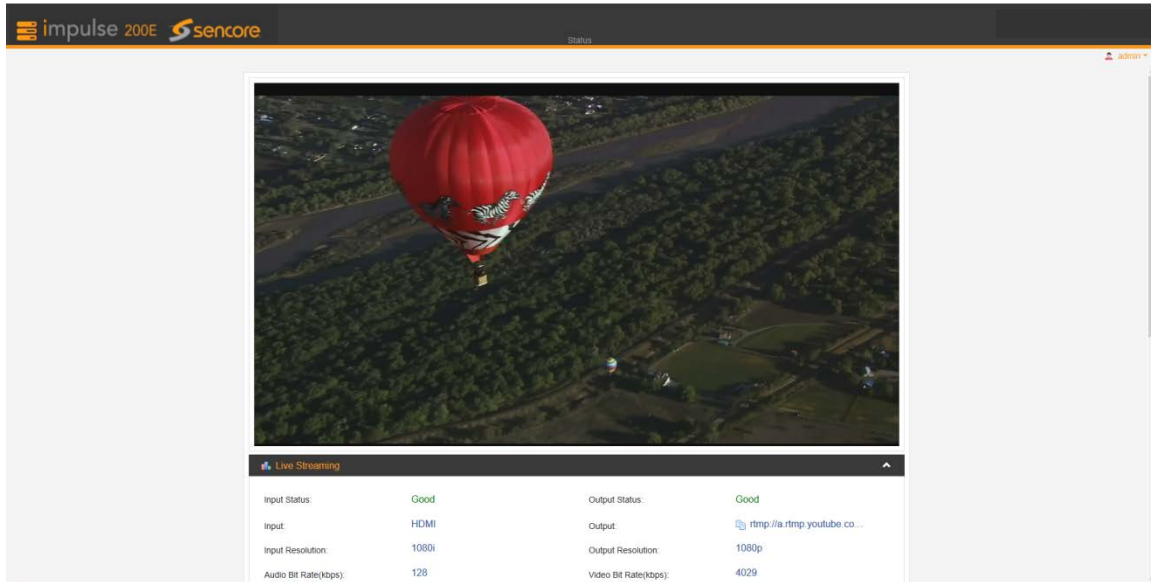 impulse 200E sencore
Status
admin
Live Streaming
Input Status: Good Output Status: Good
Input: HDMI Output: rtmp://a.rtmp.youtube.co...
Input Resolution: 1080i Output Resolution: 1080p
Audio Bit Rate(kbps): 128 Video Bit Rate(kbps): 4029